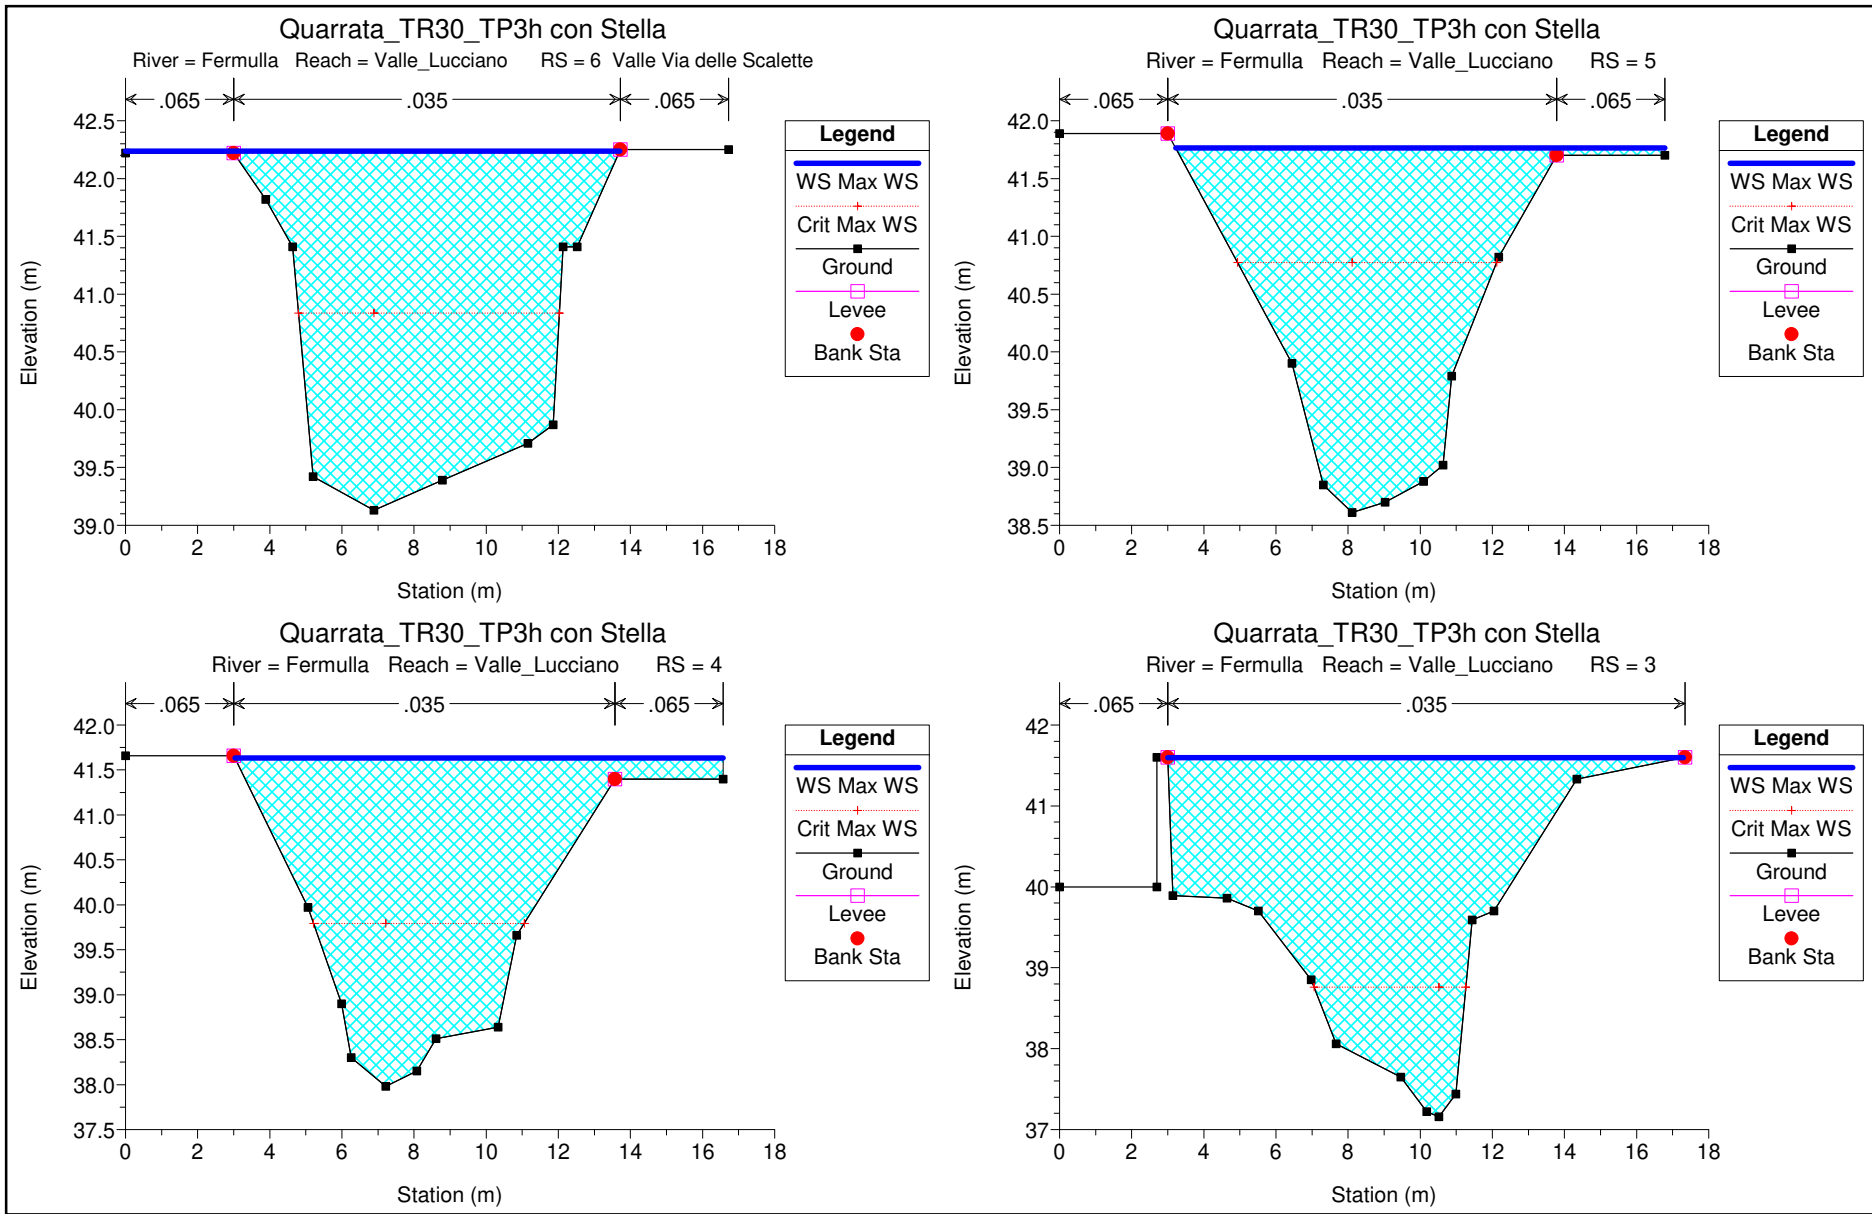 Quarrata_TR30_TP3h con Stella
River = Fermulla Reach = Valle_Lucciano RS = 6 Valle Via delle Scalette
.065 .035 .065
42.5
42.0
41.5
41.0
40.5
40.0
39.5
39.0
Elevation (m)
0 2 4 6 8 10 12 14 16 18
Station (m)
Legend
WS Max WS
Crit Max WS
Ground
Levee
Bank Sta
Quarrata_TR30_TP3h con Stella
River = Fermulla Reach = Valle_Lucciano RS = 5
.065 .035 .065
42.0
41.5
41.0
40.5
40.0
39.5
39.0
38.5
Elevation (m)
0 2 4 6 8 10 12 14 16 18
Station (m)
Legend
WS Max WS
Crit Max WS
Ground
Levee
Bank Sta
Quarrata_TR30_TP3h con Stella
River = Fermulla Reach = Valle_Lucciano RS = 4
.065 .035 .065
42.0
41.5
41.0
40.5
40.0
39.5
39.0
38.5
38.0
37.5
Elevation (m)
0 2 4 6 8 10 12 14 16 18
Station (m)
Legend
WS Max WS
Crit Max WS
Ground
Levee
Bank Sta
Quarrata_TR30_TP3h con Stella
River = Fermulla Reach = Valle_Lucciano RS = 3
.065 .035
42
41
40
39
38
37
Elevation (m)
0 2 4 6 8 10 12 14 16 18
Station (m)
Legend
WS Max WS
Crit Max WS
Ground
Levee
Bank Sta